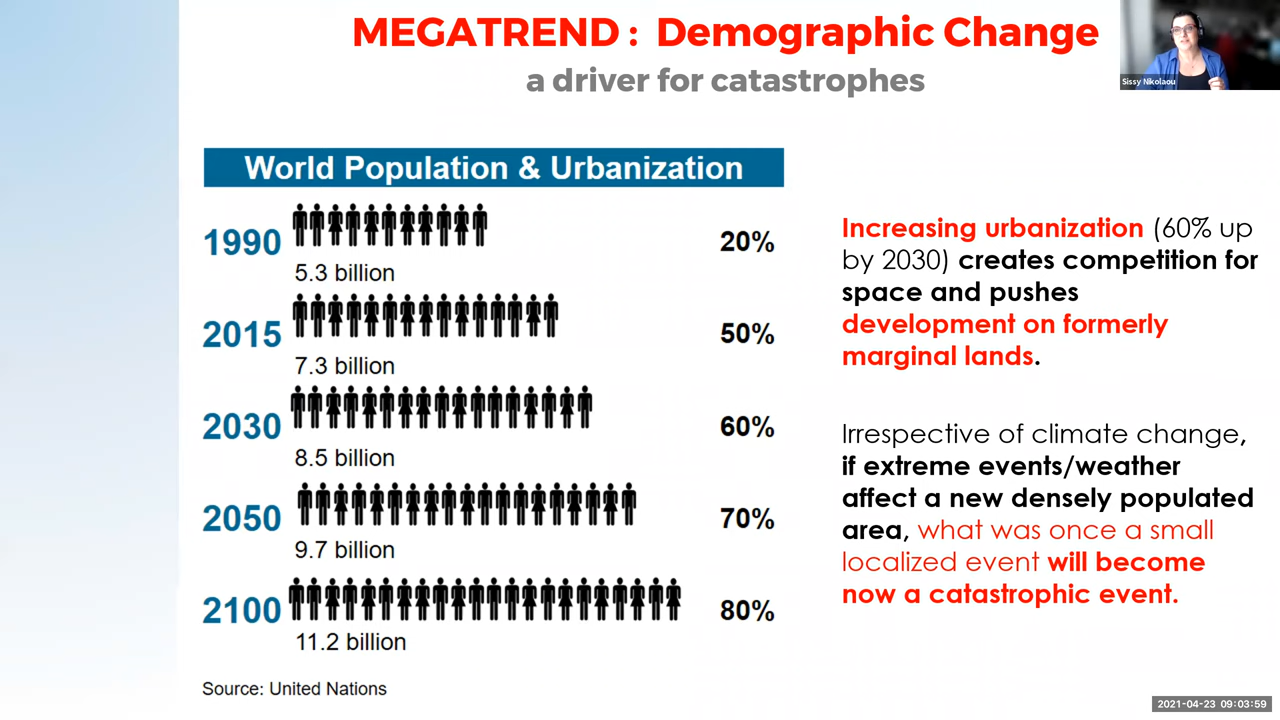 MEGATREND : Demographic Change
a driver for catastrophes
Sissy Nikolaou
World Population & Urbanization
1990 20%
5.3 billion
2015 50%
7.3 billion
2030 60%
8.5 billion
2050 70%
9.7 billion
2100 80%
11.2 billion
Source: United Nations
Increasing urbanization (60% up
by 2030) creates competition for
space and pushes
development on formerly
marginal lands.
Irrespective of climate change,
if extreme events/weather
affect a new densely populated
area, what was once a small
localized event will become
now a catastrophic event.
2021-04-23 09:03:59